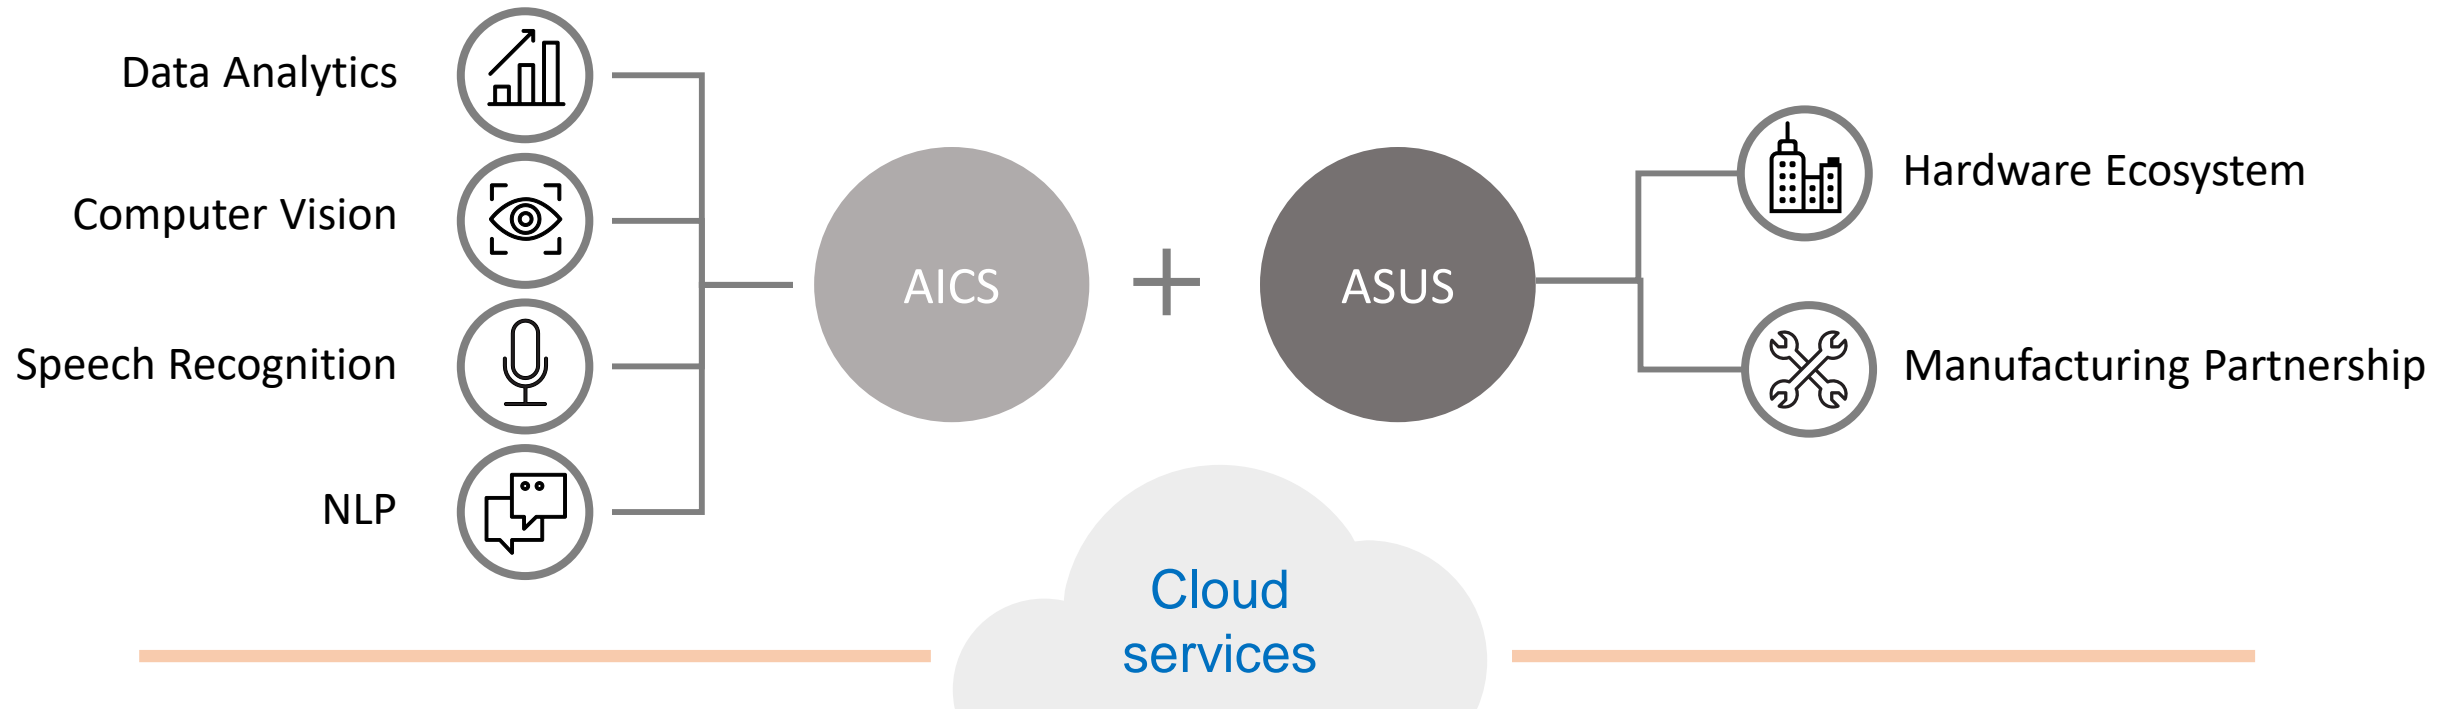 Data Analytics
Computer Vision
Speech Recognition
NLP
AICS
ASUS
Hardware Ecosystem
Manufacturing Partnership
Cloud
services